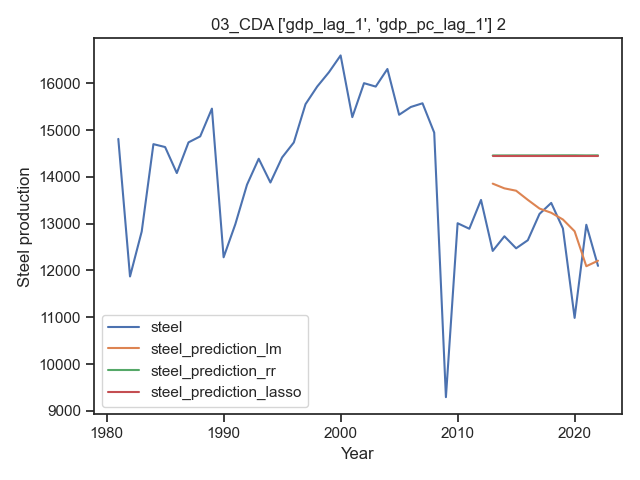 03_CDA ['gdp_lag_1', 'gdp_pc_lag_1'] 2
Steel production
16000
15000
14000
13000
12000
11000
10000
9000
steel
steel_prediction_lm
steel_prediction_rr
steel_prediction_lasso
1980 1990 2000 2010 2020
Year